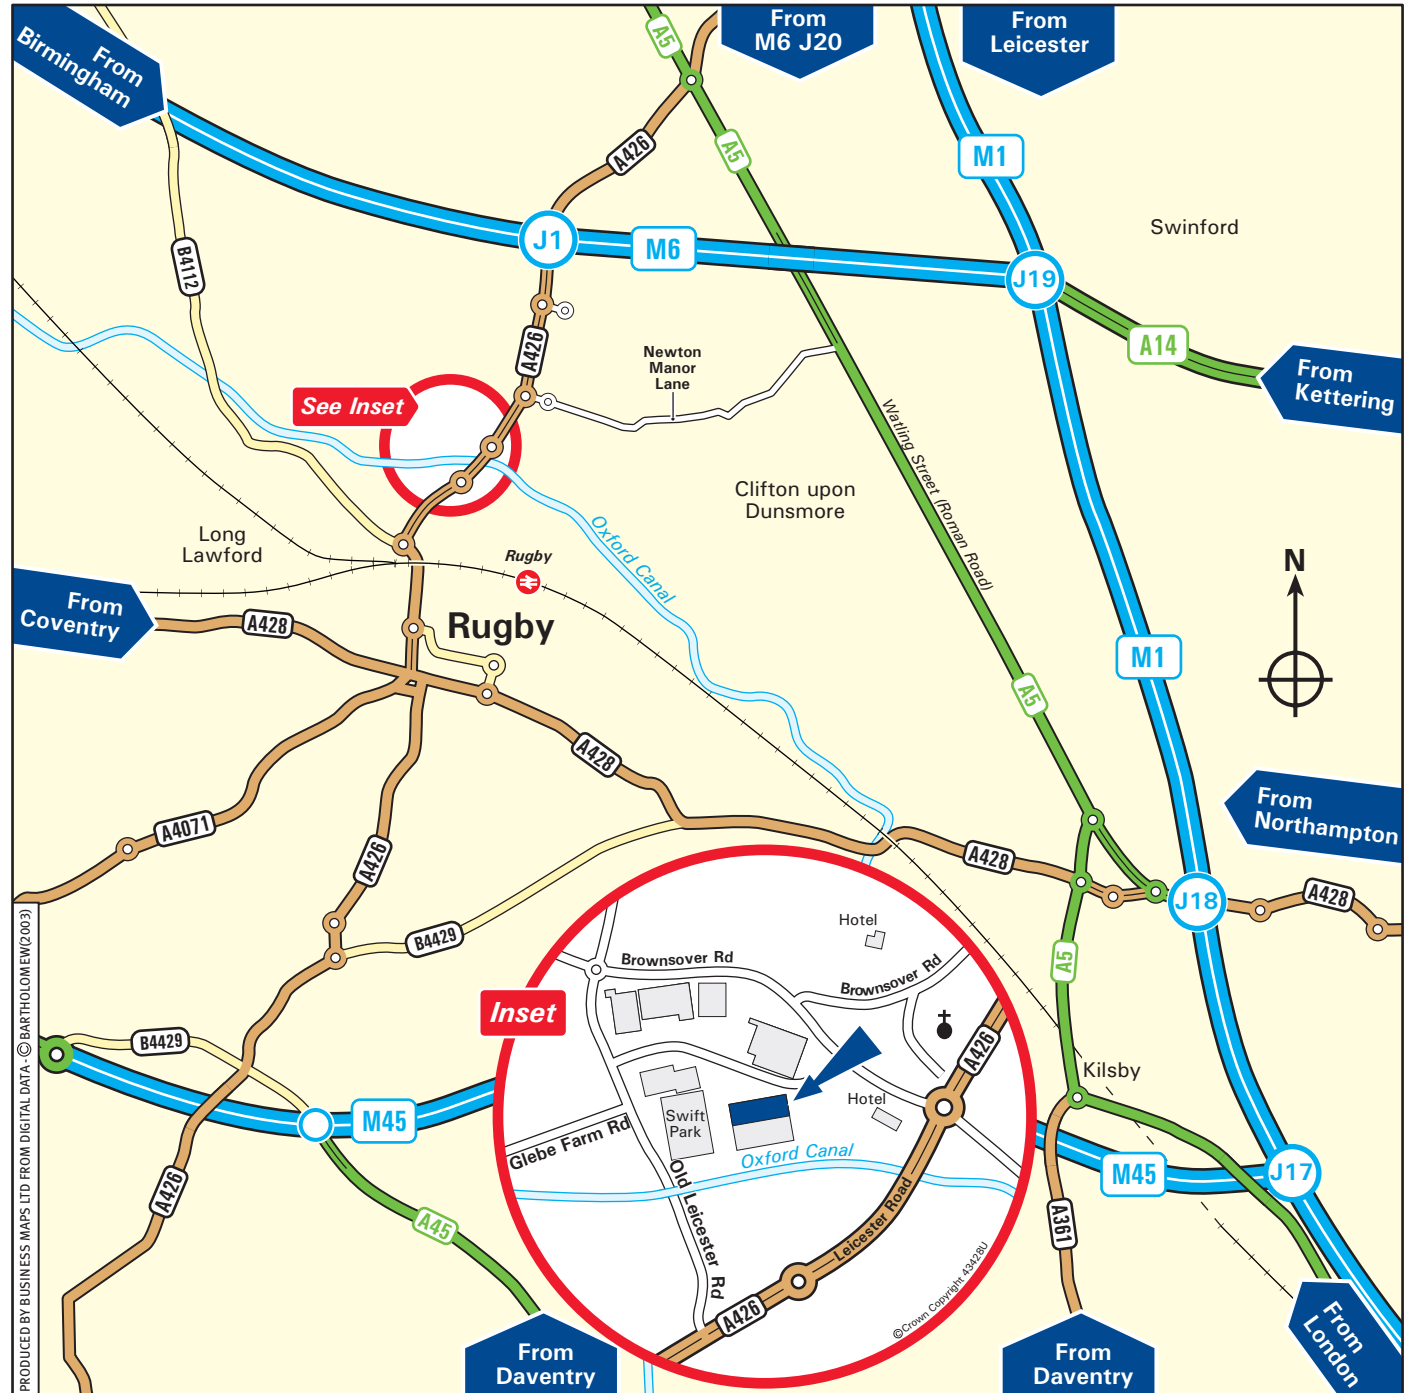 From
Birmingham
A5
From
M6 J20
From
Leicester
A426
A5
M1
Swinford
J1
M6
J19
B4112
A14
From
Kettering
A426
Newton
Manor
Lane
See Inset
Watling Street (Roman Road)
Clifton upon
Dunsmore
Long
Lawford
Oxford Canal
Rugby
N
From
Coventry
A428
Rugby
M1
A5
A428
From
Northampton
A4071
A426
A428
J18
A428
B4429
A5
Hotel
Brownsover Rd
Brownsover Rd
Inset
A426
B4429
Kilsby
M45
Swift
Park
Hotel
Glebe Farm Rd
Oxford Canal
M45
J17
A426
Old Leicester Rd
Leicester Road
A45
A361
A426
©Crown Copyright 43428U
From
Daventry
From
Daventry
From
London
PRODUCED BY BUSINESS MAPS LTD FROM DIGITAL DATA - © BARTHOLOMEW(2003)